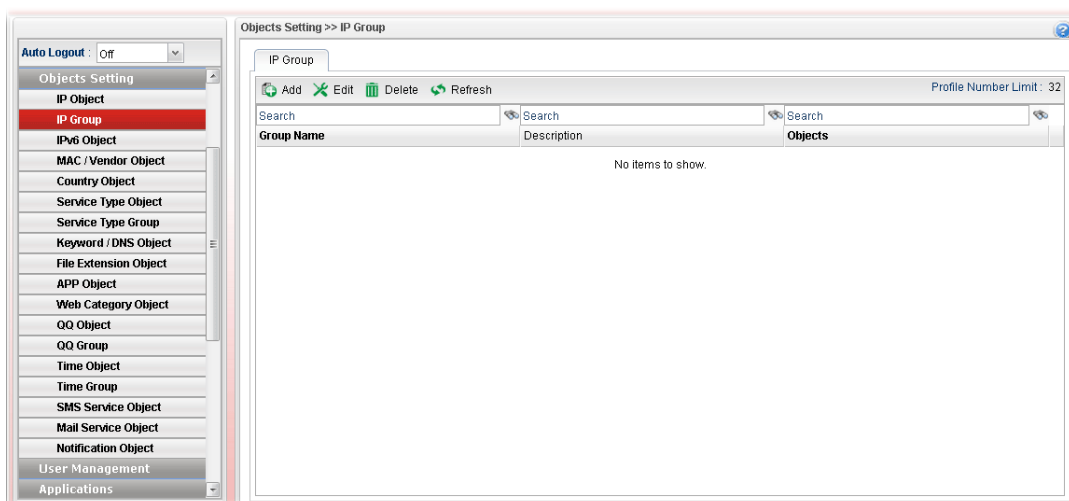 Objects Setting >> IP Group
Auto Logout : Off
Objects Setting
IP Object
IP Group
IPv6 Object
MAC / Vendor Object
Country Object
Service Type Object
Service Type Group
Keyword / DNS Object
File Extension Object
APP Object
Web Category Object
QQ Object
QQ Group
Time Object
Time Group
SMS Service Object
Mail Service Object
Notification Object
User Management
Applications
IP Group
Add Edit Delete Refresh Profile Number Limit : 32
Search Search Search
Group Name Description Objects
No items to show.